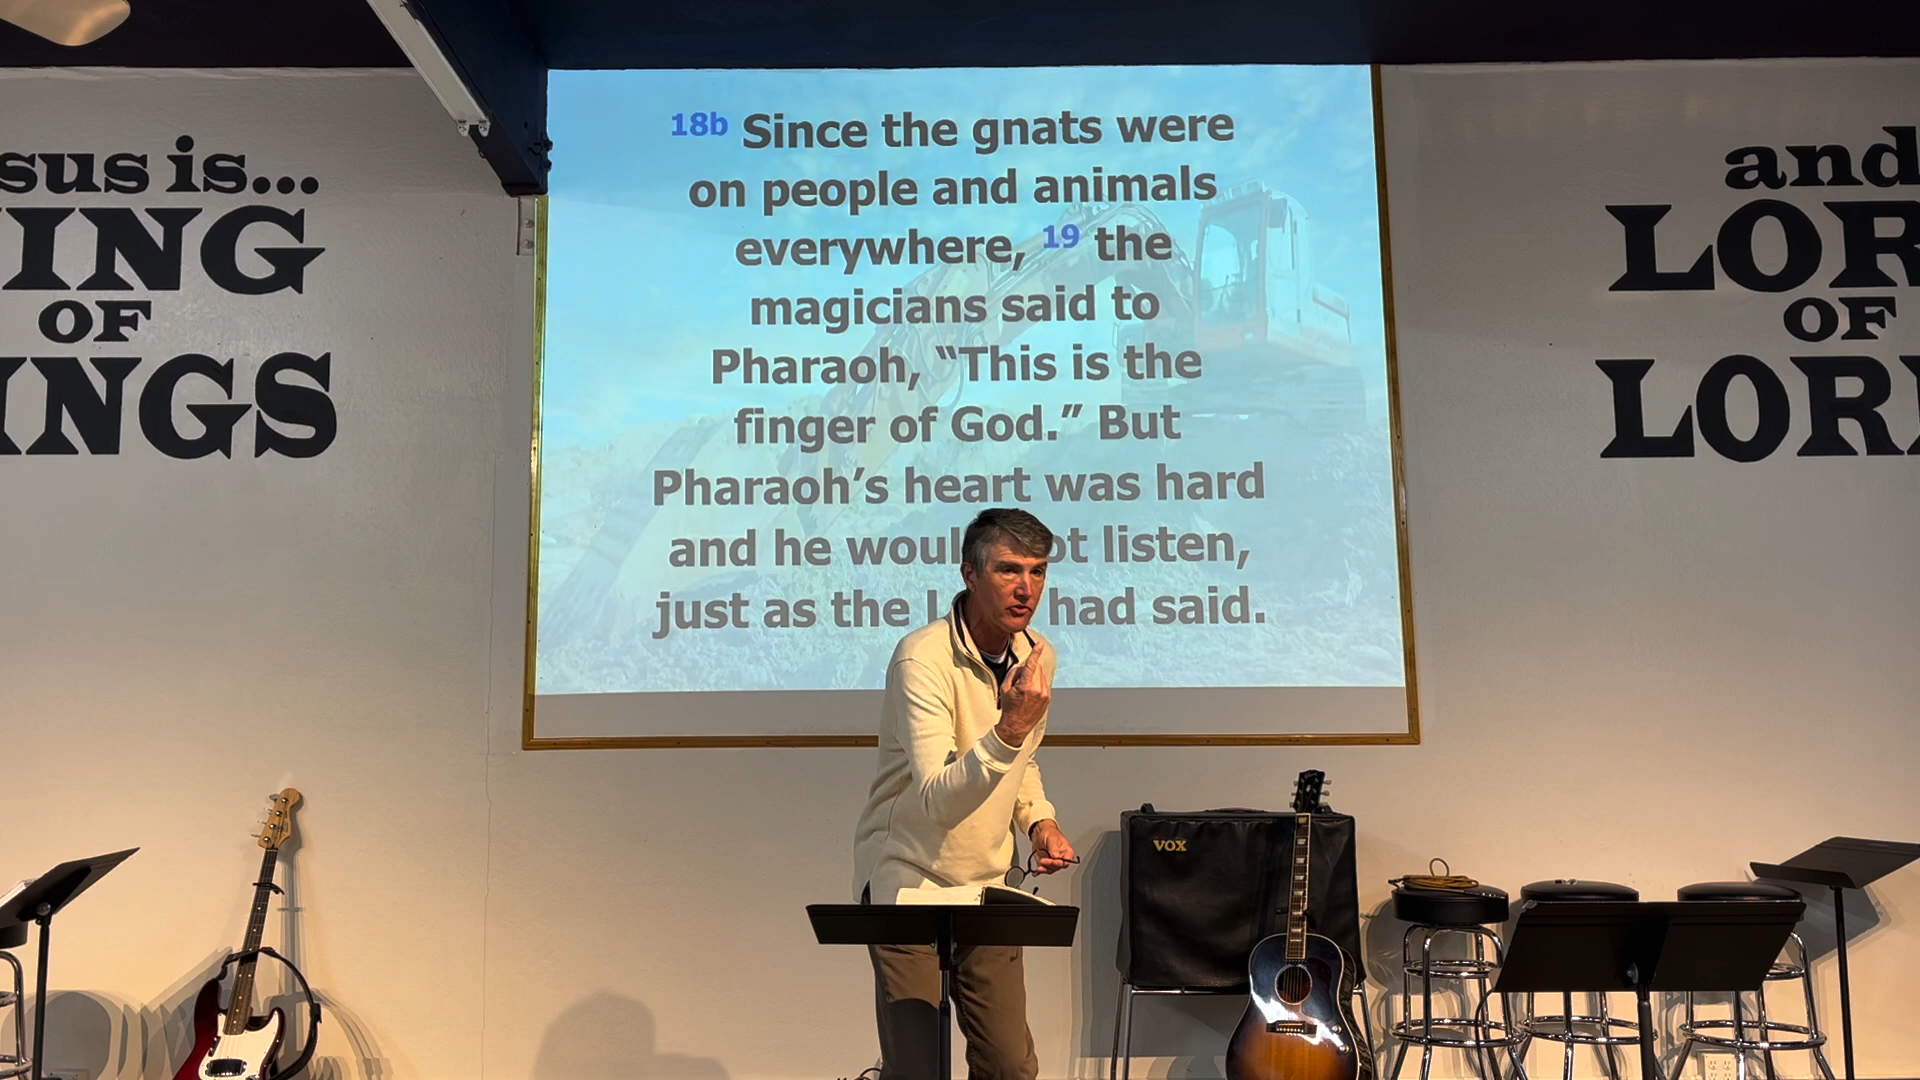 sus is...
ING
OF
INGS
18b Since the gnats were
on people and animals
everywhere, 19 the
magicians said to
Pharaoh, “This is the
finger of God.” But
Pharaoh’s heart was hard
and he would not listen,
just as the had said.
and
LOR
OF
LOR
VOX